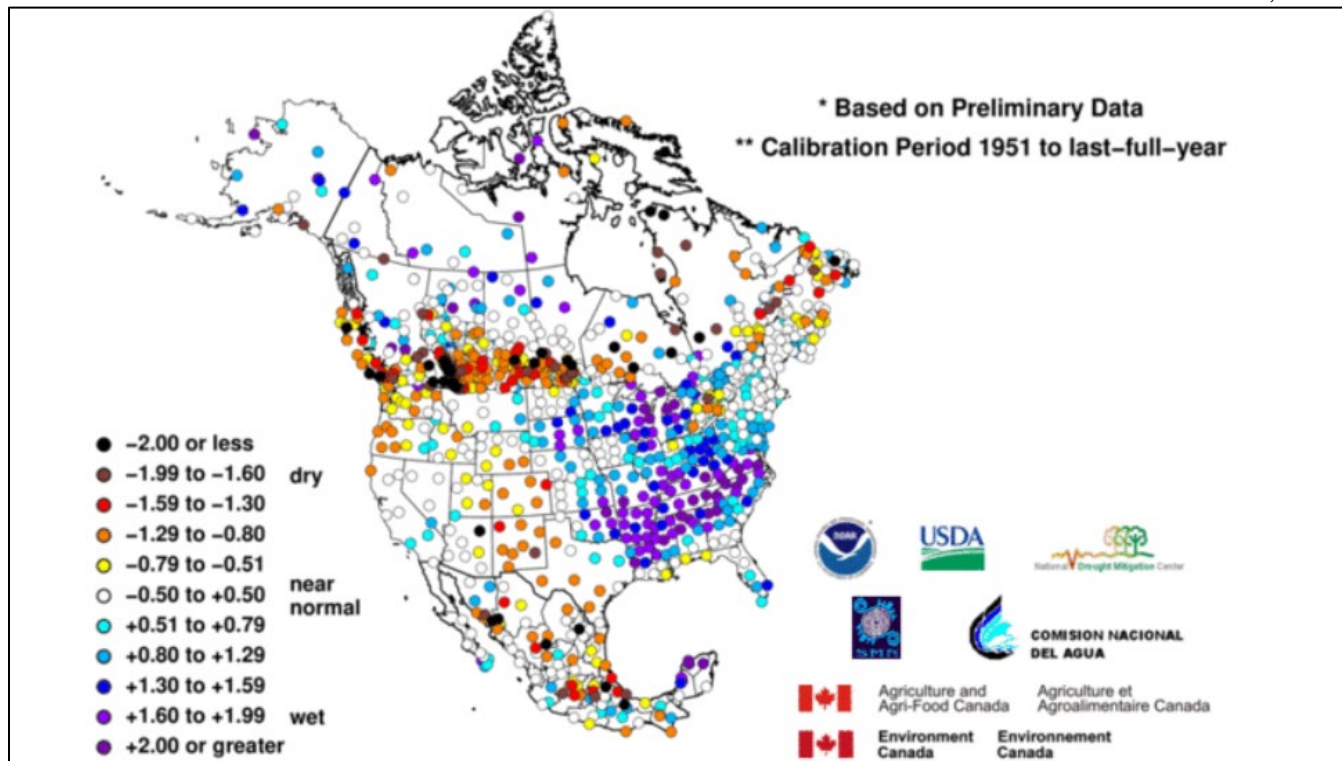 * Based on Preliminary Data
** Calibration Period 1951 to last-full-year
-2.00 or less
-1.99 to -1.60 dry
-1.59 to -1.30
-1.29 to -0.80
-0.79 to -0.51
-0.50 to +0.50 near normal
+0.51 to +0.79
+0.80 to +1.29
+1.30 to +1.59
+1.60 to +1.99 wet
+2.00 or greater
NOAA
USDA
National Drought Mitigation Center
SMN
COMISION NACIONAL
DEL AGUA
Agriculture and
Agri-Food Canada
Agriculture et
Agroalimentaire Canada
Environment
Canada
Environnement
Canada